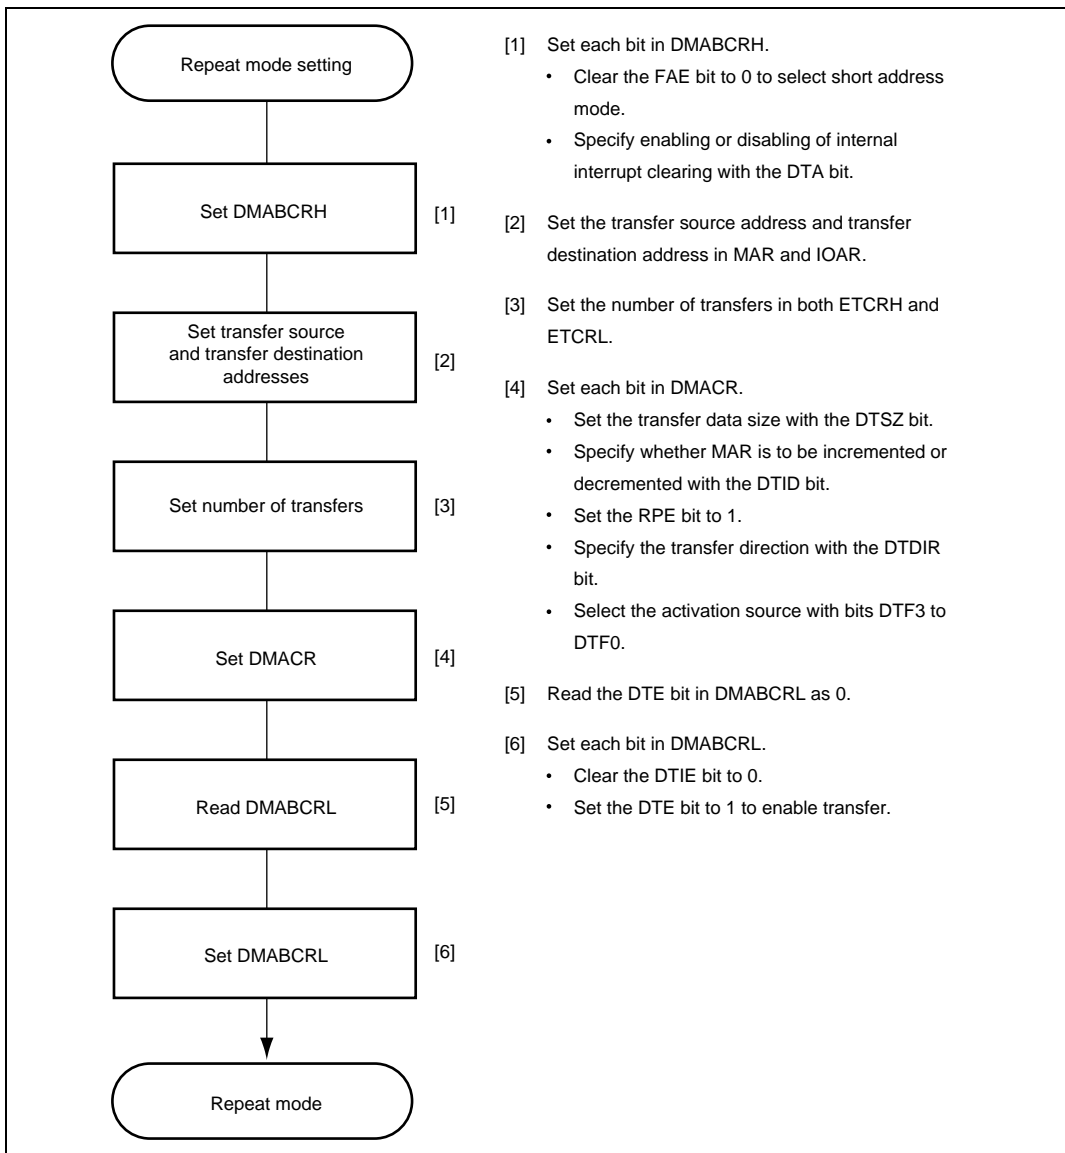 Repeat mode setting
Set DMABCRH
[1]
Set transfer source
and transfer destination
addresses
[2]
Set number of transfers
[3]
Set DMACR
[4]
Read DMABCRL
[5]
Set DMABCRL
[6]
Repeat mode
[1] Set each bit in DMABCRH.
• Clear the FAE bit to 0 to select short address
mode.
• Specify enabling or disabling of internal
interrupt clearing with the DTA bit.
[2] Set the transfer source address and transfer
destination address in MAR and IOAR.
[3] Set the number of transfers in both ETCRH and
ETCRL.
[4] Set each bit in DMACR.
• Set the transfer data size with the DTSZ bit.
• Specify whether MAR is to be incremented or
decremented with the DTID bit.
• Set the RPE bit to 1.
• Specify the transfer direction with the DTDIR
bit.
• Select the activation source with bits DTF3 to
DTF0.
[5] Read the DTE bit in DMABCRL as 0.
[6] Set each bit in DMABCRL.
• Clear the DTIE bit to 0.
• Set the DTE bit to 1 to enable transfer.